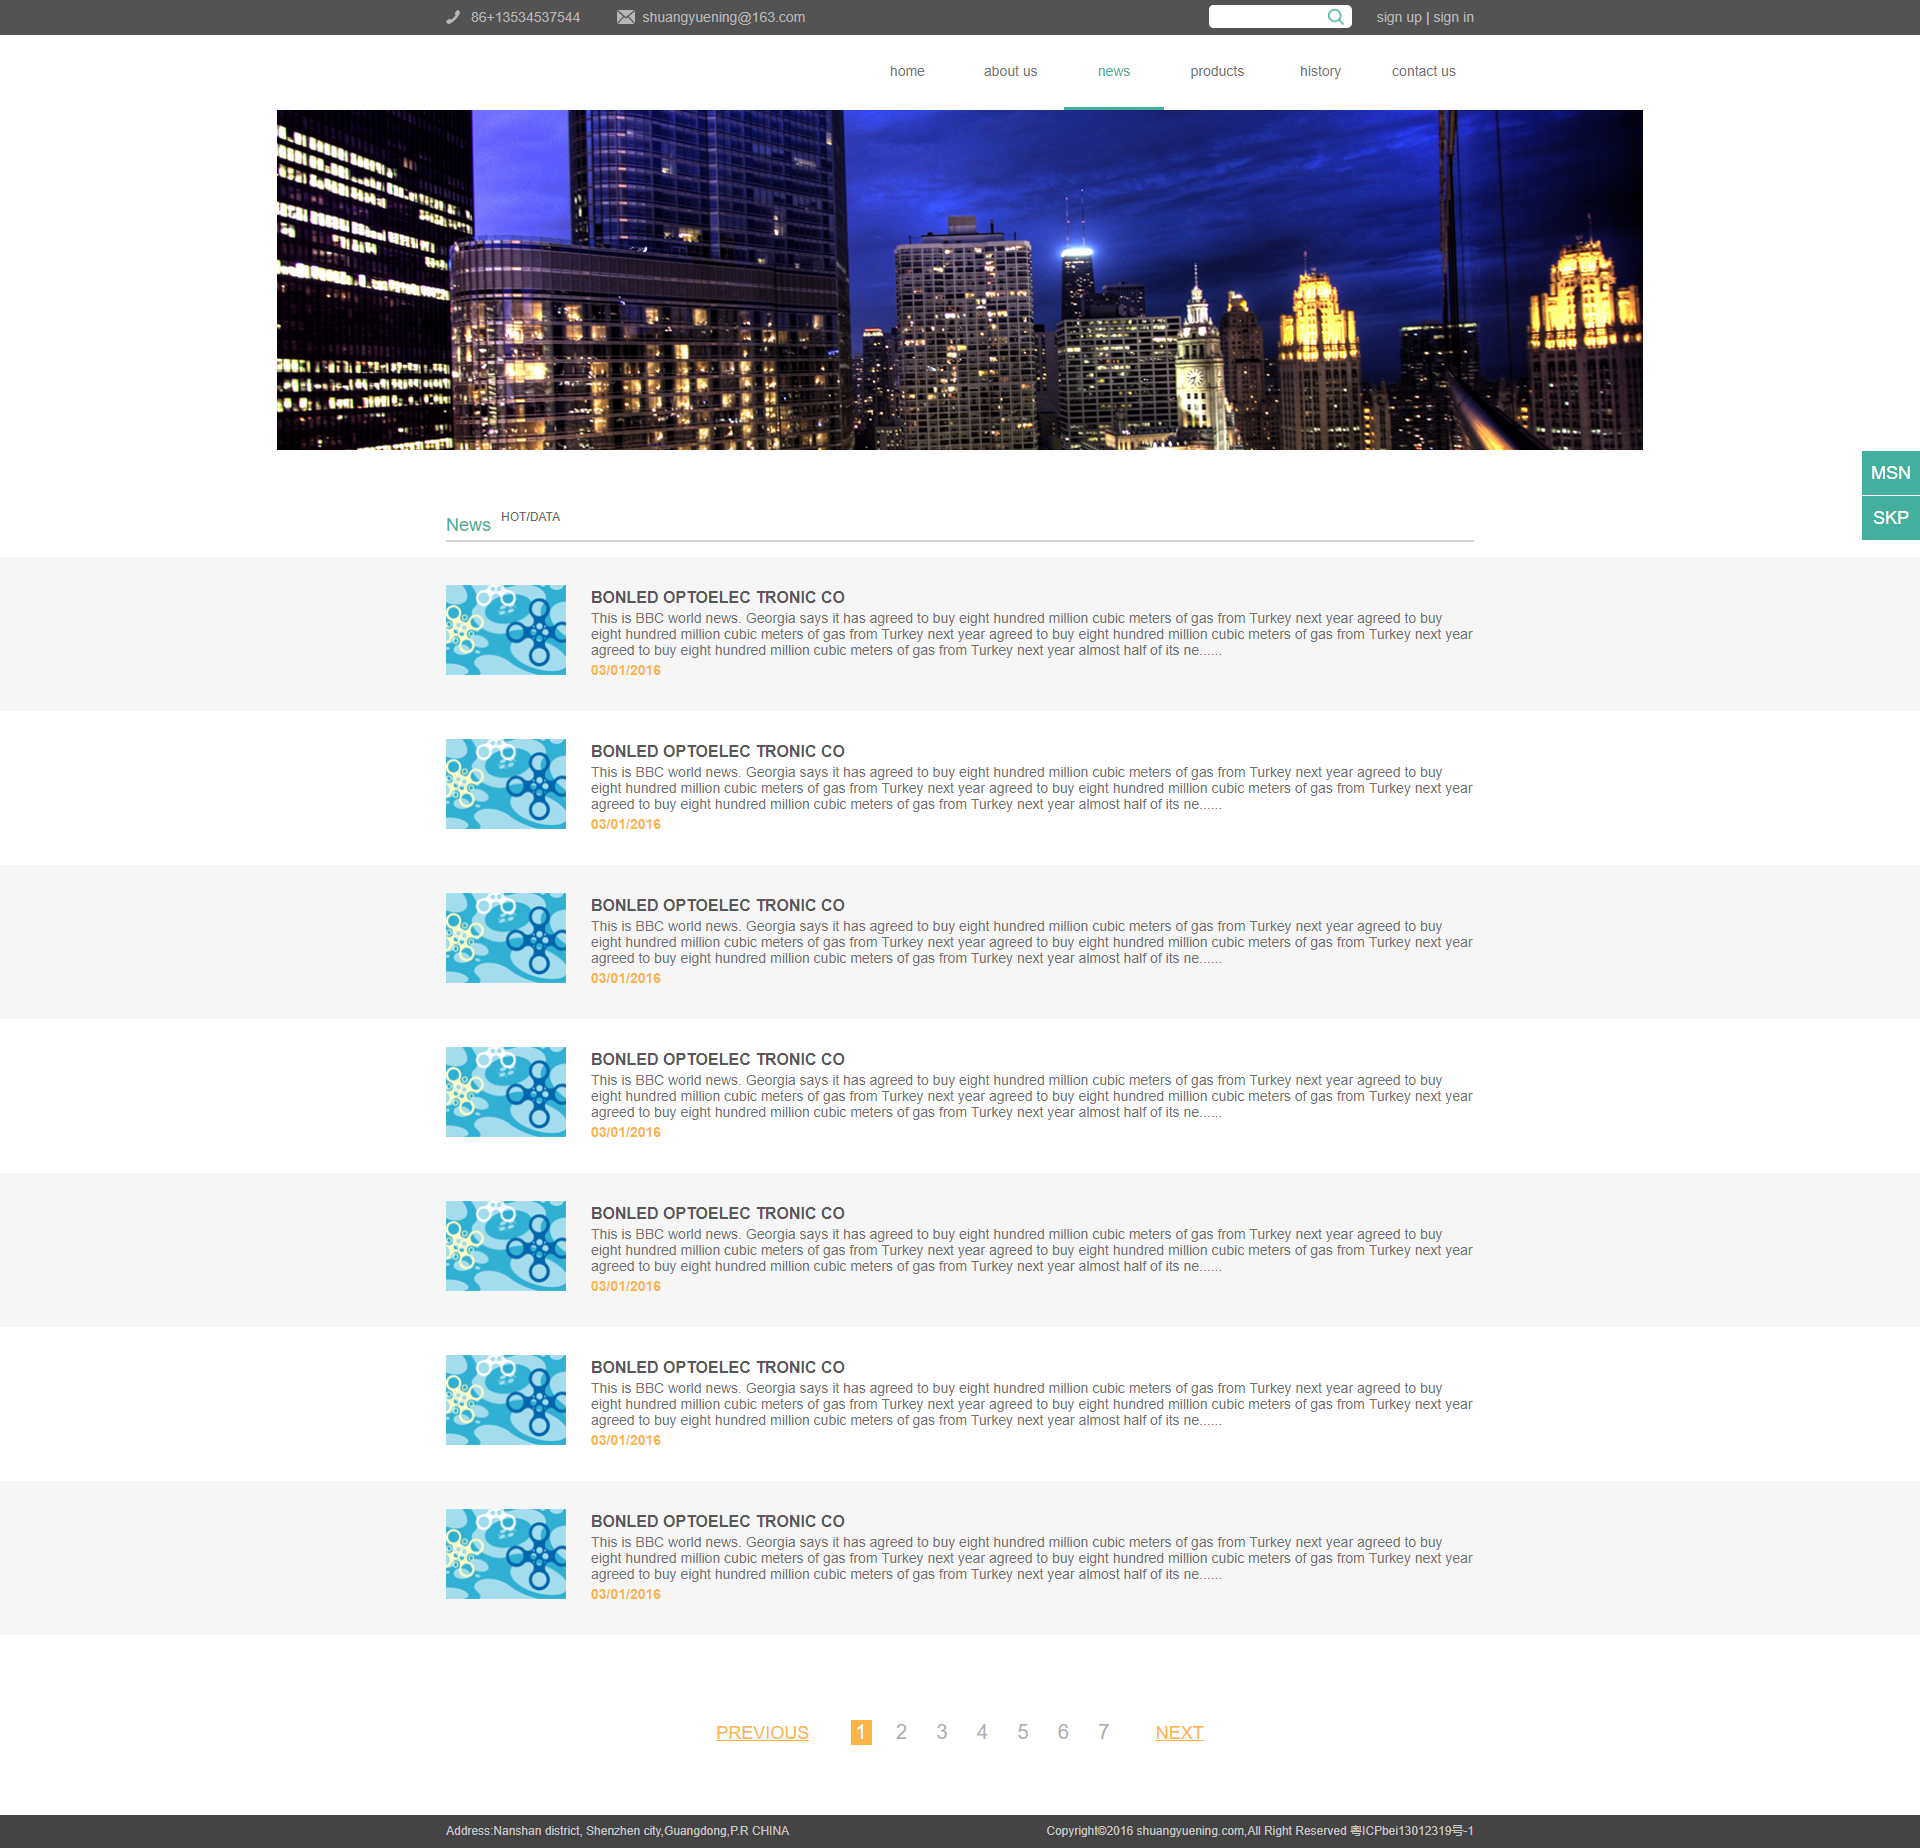 86+13534537544
shuangyuening@163.com
sign up | sign in
home
about us
news
products
history
contact us
MSN
SKP
News HOT/DATA
BONLED OPTOELEC TRONIC CO
This is BBC world news. Georgia says it has agreed to buy eight hundred million cubic meters of gas from Turkey next year agreed to buy
eight hundred million cubic meters of gas from Turkey next year agreed to buy eight hundred million cubic meters of gas from Turkey next year
agreed to buy eight hundred million cubic meters of gas from Turkey next year almost half of its ne......
03/01/2016
BONLED OPTOELEC TRONIC CO
This is BBC world news. Georgia says it has agreed to buy eight hundred million cubic meters of gas from Turkey next year agreed to buy
eight hundred million cubic meters of gas from Turkey next year agreed to buy eight hundred million cubic meters of gas from Turkey next year
agreed to buy eight hundred million cubic meters of gas from Turkey next year almost half of its ne......
03/01/2016
BONLED OPTOELEC TRONIC CO
This is BBC world news. Georgia says it has agreed to buy eight hundred million cubic meters of gas from Turkey next year agreed to buy
eight hundred million cubic meters of gas from Turkey next year agreed to buy eight hundred million cubic meters of gas from Turkey next year
agreed to buy eight hundred million cubic meters of gas from Turkey next year almost half of its ne......
03/01/2016
BONLED OPTOELEC TRONIC CO
This is BBC world news. Georgia says it has agreed to buy eight hundred million cubic meters of gas from Turkey next year agreed to buy
eight hundred million cubic meters of gas from Turkey next year agreed to buy eight hundred million cubic meters of gas from Turkey next year
agreed to buy eight hundred million cubic meters of gas from Turkey next year almost half of its ne......
03/01/2016
BONLED OPTOELEC TRONIC CO
This is BBC world news. Georgia says it has agreed to buy eight hundred million cubic meters of gas from Turkey next year agreed to buy
eight hundred million cubic meters of gas from Turkey next year agreed to buy eight hundred million cubic meters of gas from Turkey next year
agreed to buy eight hundred million cubic meters of gas from Turkey next year almost half of its ne......
03/01/2016
BONLED OPTOELEC TRONIC CO
This is BBC world news. Georgia says it has agreed to buy eight hundred million cubic meters of gas from Turkey next year agreed to buy
eight hundred million cubic meters of gas from Turkey next year agreed to buy eight hundred million cubic meters of gas from Turkey next year
agreed to buy eight hundred million cubic meters of gas from Turkey next year almost half of its ne......
03/01/2016
BONLED OPTOELEC TRONIC CO
This is BBC world news. Georgia says it has agreed to buy eight hundred million cubic meters of gas from Turkey next year agreed to buy
eight hundred million cubic meters of gas from Turkey next year agreed to buy eight hundred million cubic meters of gas from Turkey next year
agreed to buy eight hundred million cubic meters of gas from Turkey next year almost half of its ne......
03/01/2016
PREVIOUS 1 2 3 4 5 6 7 NEXT
Address:Nanshan district, Shenzhen city,Guangdong,P.R CHINA
Copyright©2016 shuangyuening.com,All Right Reserved 粤ICPbei13012319号-1